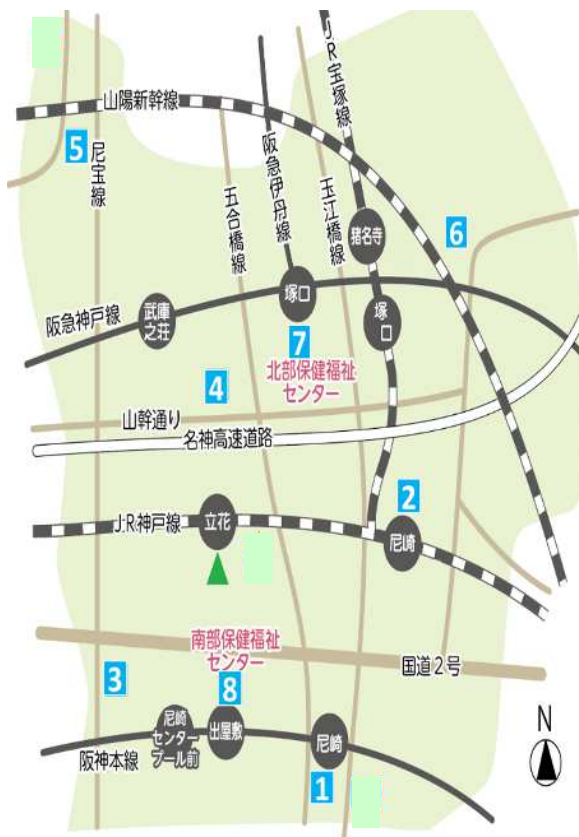 山陽新幹線
JR宝塚線
阪急伊丹線
5
尼宝線
五合橋線
玉江橋線
猪名寺
6
塚口
武庫
之荘
阪急神戸線
塚
口
7
北部保健福祉
センター
4
山幹通り
名神高速道路
2
立花
JR神戸線
尼崎
南部保健福祉
センター
国道2号
3
8
尼崎
センター
プール前
出屋敷
尼崎
阪神本線
1
N